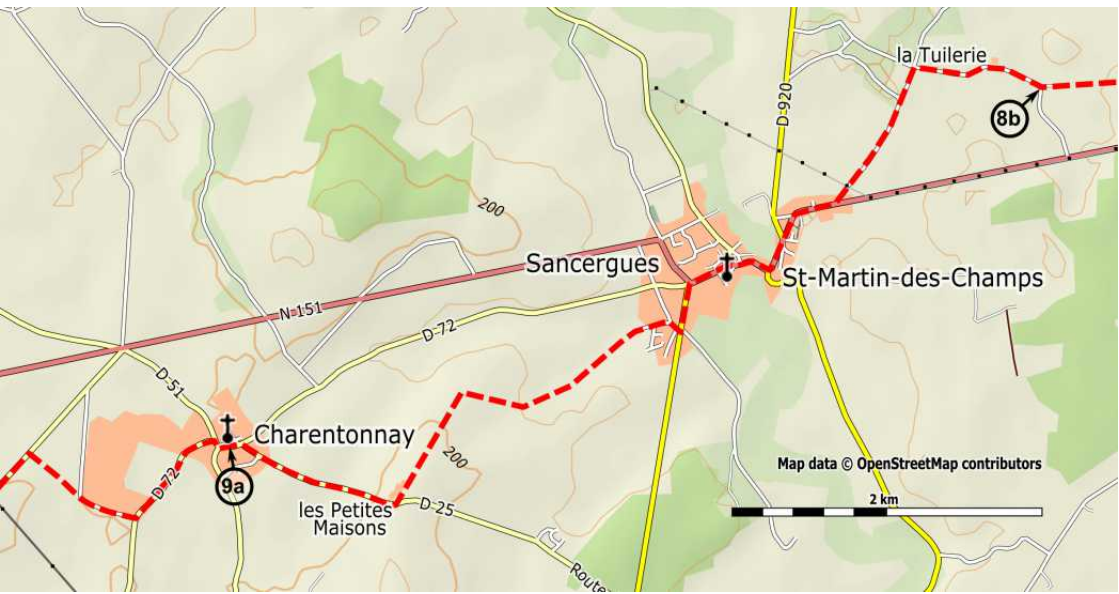 la Tuilerie
8b
D 920
200
Sancergues
St-Martin-des-Champs
N 151
D 72
D 51
Charentonnay
200
Map data © OpenStreetMap contributors
D 72
9a
les Petites
Maisons
D 25
2 km
Route